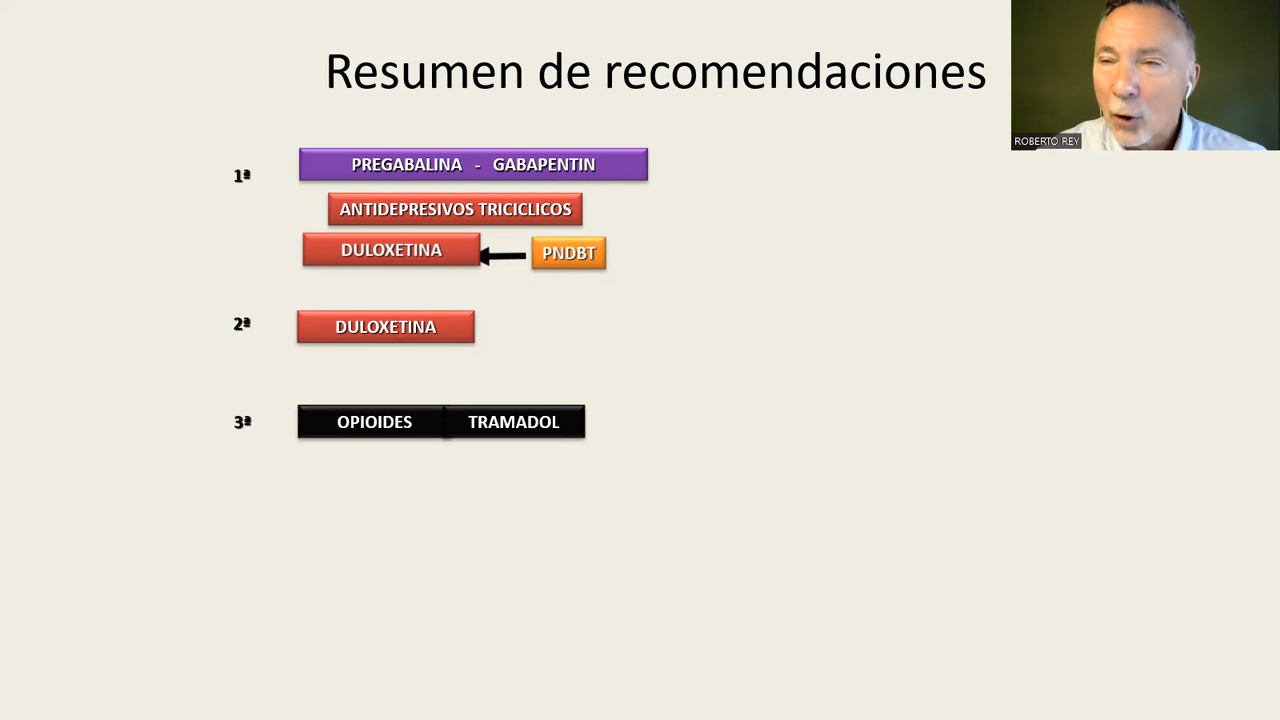 Resumen de recomendaciones
ROBERTO REY
1ª
PREGABALINA - GABAPENTIN
ANTIDEPRESIVOS TRICICLICOS
DULOXETINA
PNDBT
2ª
DULOXETINA
3ª
OPIOIDES TRAMADOL